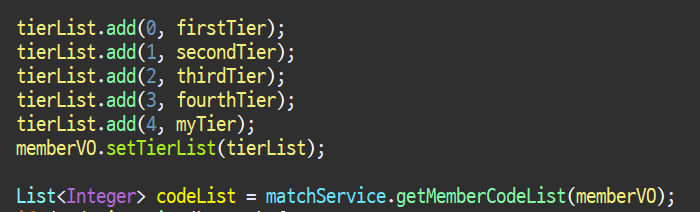 tierList.add(0, firstTier);
tierList.add(1, secondTier);
tierList.add(2, thirdTier);
tierList.add(3, fourthTier);
tierList.add(4, myTier);
memberVO.setTierList(tierList);
List<Integer> codeList = matchService.getMemberCodeList(memberVO);